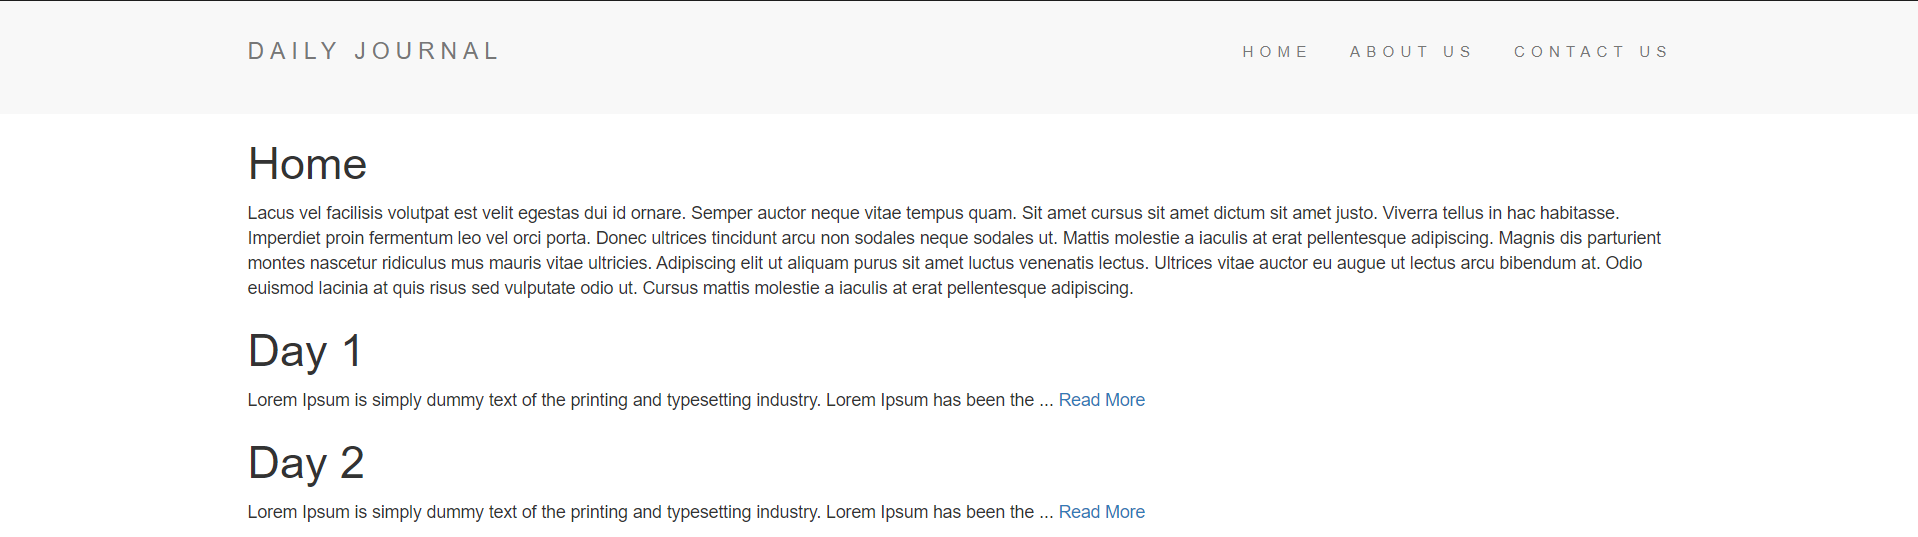 DAILY JOURNAL
HOME ABOUT US CONTACT US
Home
Lacus vel facilisis volutpat est velit egestas dui id ornare. Semper auctor neque vitae tempus quam. Sit amet cursus sit amet dictum sit amet justo. Viverra tellus in hac habitasse.
Imperdiet proin fermentum leo vel orci porta. Donec ultrices tincidunt arcu non sodales neque sodales ut. Mattis molestie a iaculis at erat pellentesque adipiscing. Magnis dis parturient
montes nascetur ridiculus mus mauris vitae ultricies. Adipiscing elit ut aliquam purus sit amet luctus venenatis lectus. Ultrices vitae auctor eu augue ut lectus arcu bibendum at. Odio
euismod lacinia at quis risus sed vulputate odio ut. Cursus mattis molestie a iaculis at erat pellentesque adipiscing.
Day 1
Lorem Ipsum is simply dummy text of the printing and typesetting industry. Lorem Ipsum has been the ... Read More
Day 2
Lorem Ipsum is simply dummy text of the printing and typesetting industry. Lorem Ipsum has been the ... Read More